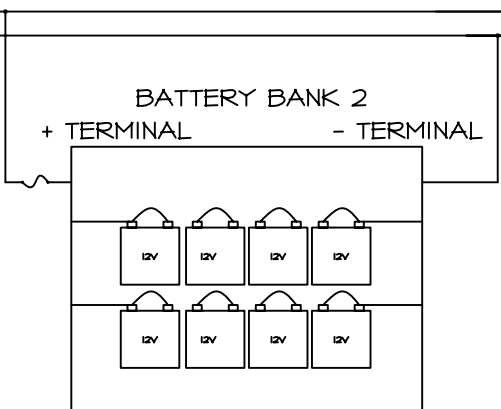 BATTERY BANK 2
+ TERMINAL - TERMINAL
12V 12V 12V 12V
12V 12V 12V 12V